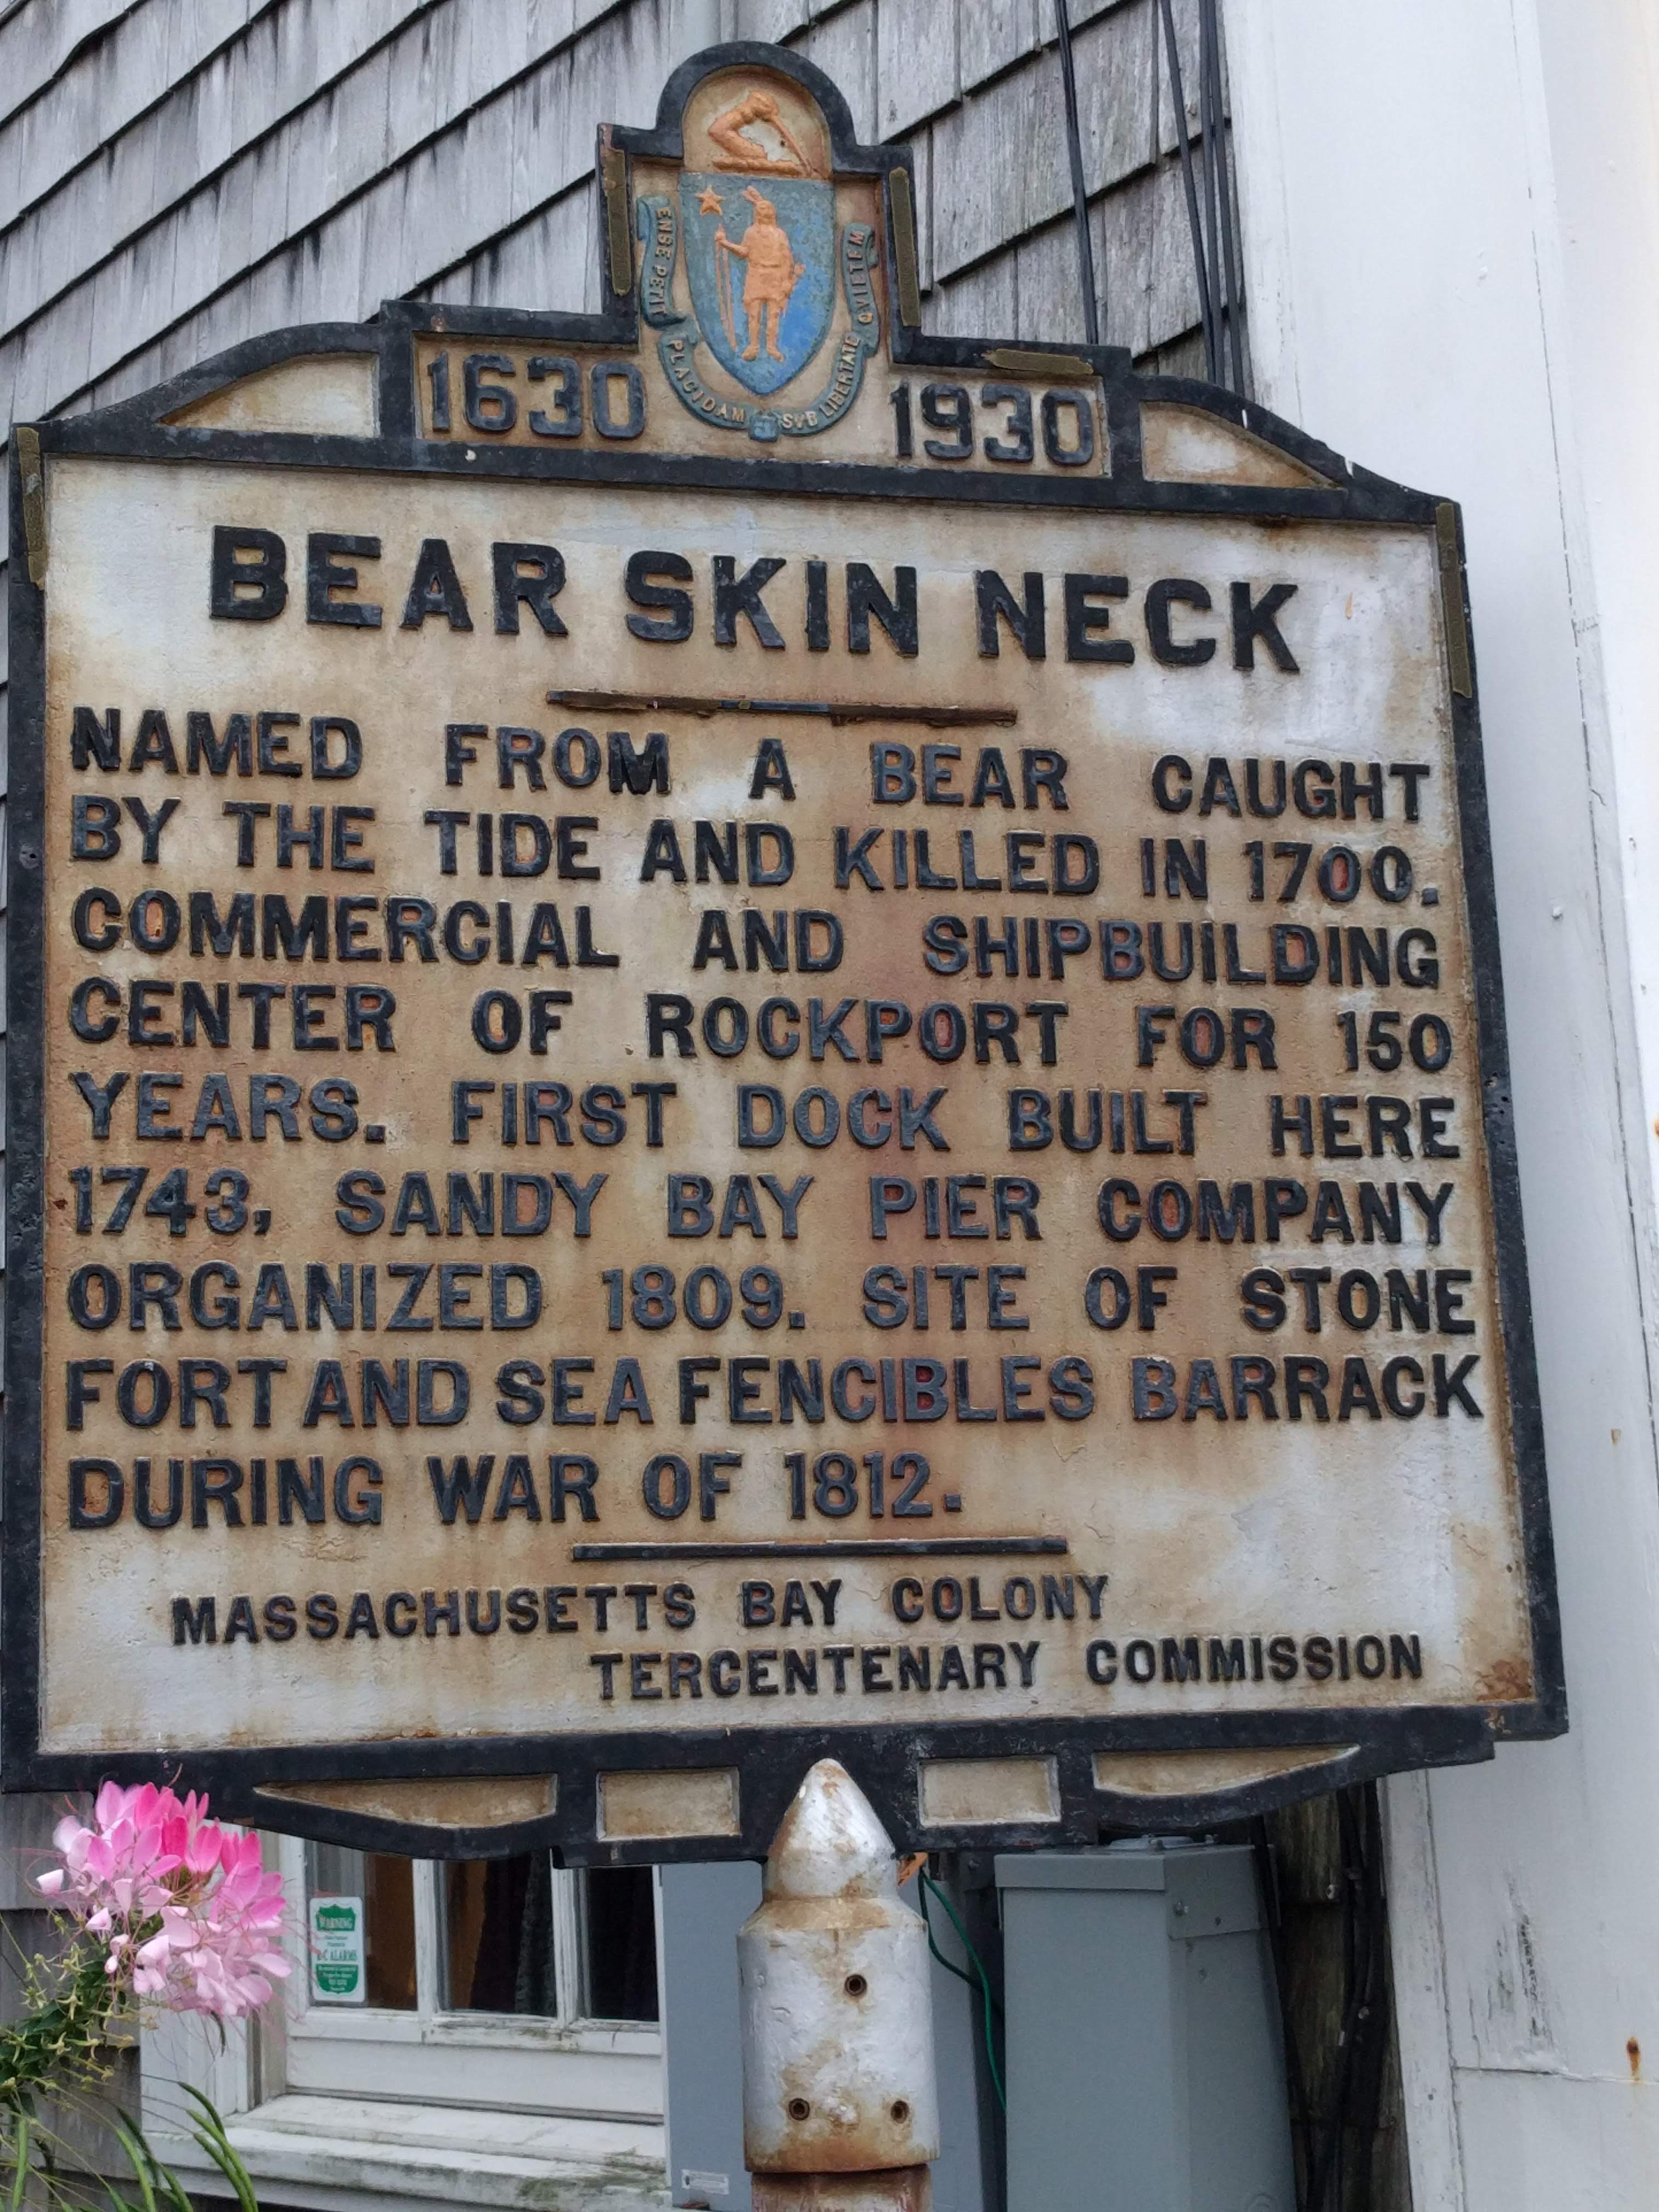 ENSE PETIT PLACIDAM SVB LIBERTATE QVIETEM
1630 1930
BEAR SKIN NECK
NAMED FROM A BEAR CAUGHT
BY THE TIDE AND KILLED IN 1700.
COMMERCIAL AND SHIPBUILDING
CENTER OF ROCKPORT FOR 150
YEARS. FIRST DOCK BUILT HERE
1743, SANDY BAY PIER COMPANY
ORGANIZED 1809. SITE OF STONE
FORT AND SEA FENCIBLES BARRACK
DURING WAR OF 1812.
MASSACHUSETTS BAY COLONY
TERCENTENARY COMMISSION
WARNING
ALARMS